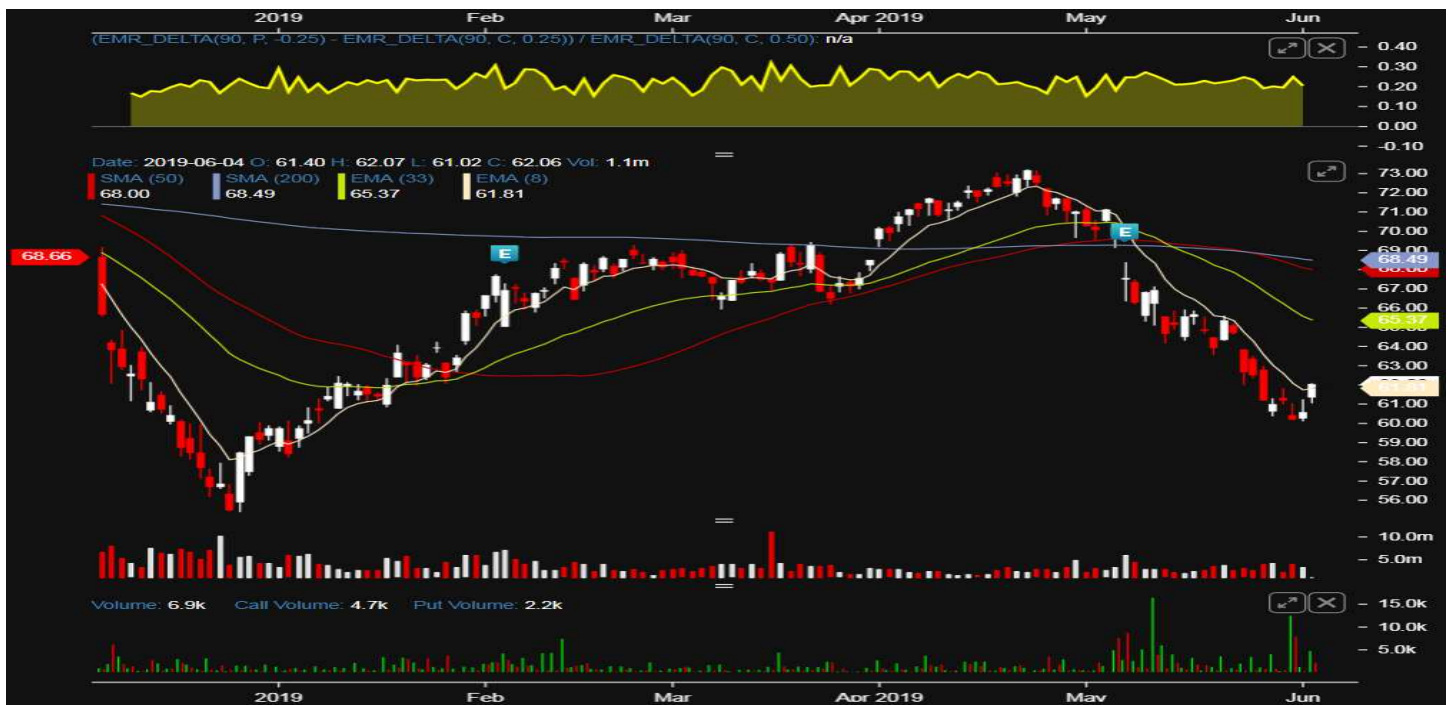 2019 Feb Mar Apr 2019 May Jun
(EMR_DELTA(90, P, -0.25) - EMR_DELTA(90, C, 0.25)) / EMR_DELTA(90, C, 0.50): n/a
0.40
0.30
0.20
0.10
0.00
-0.10
Date: 2019-06-04 O: 61.40 H: 62.07 L: 61.02 C: 62.06 Vol: 1.1m
SMA (50) SMA (200) EMA (33) EMA (8)
68.00 68.49 65.37 61.81
73.00
72.00
71.00
70.00
E
E
69.00
68.66
68.49
68.00
67.00
66.00
65.37
64.00
63.00
61.81
61.00
60.00
59.00
58.00
57.00
56.00
10.0m
5.0m
Volume: 6.9k Call Volume: 4.7k Put Volume: 2.2k
15.0k
10.0k
5.0k
2019 Feb Mar Apr 2019 May Jun